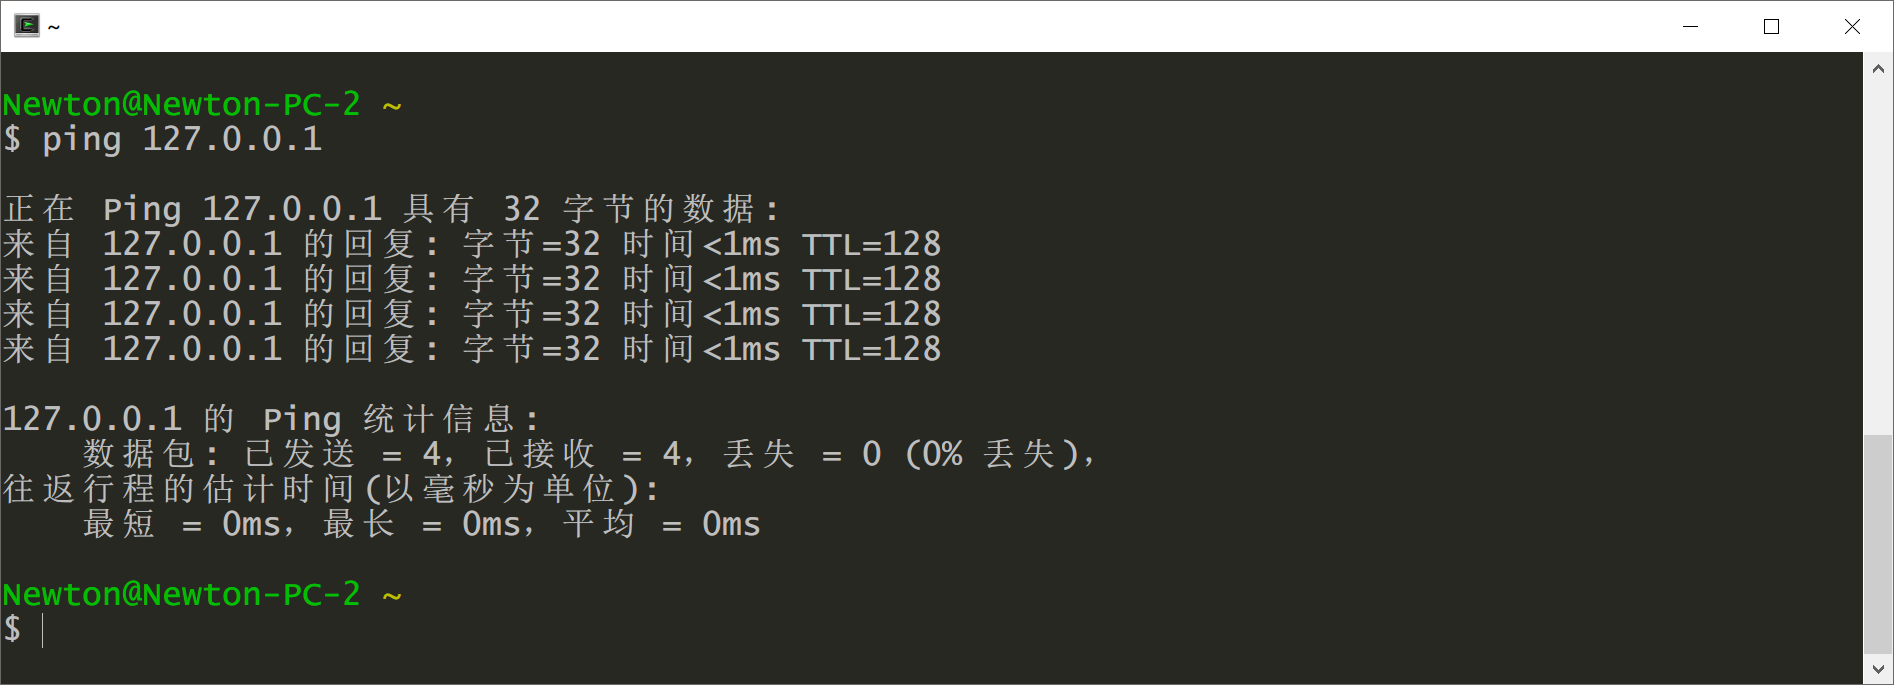 ~
Newton@Newton-PC-2 ~
$ ping 127.0.0.1
正在 Ping 127.0.0.1 具有 32 字节的数据:
来自 127.0.0.1 的回复: 字节=32 时间<1ms TTL=128
来自 127.0.0.1 的回复: 字节=32 时间<1ms TTL=128
来自 127.0.0.1 的回复: 字节=32 时间<1ms TTL=128
来自 127.0.0.1 的回复: 字节=32 时间<1ms TTL=128
127.0.0.1 的 Ping 统计信息:
数据包: 已发送 = 4，已接收 = 4，丢失 = 0 (0% 丢失)，
往返行程的估计时间(以毫秒为单位):
最短 = 0ms，最长 = 0ms，平均 = 0ms
Newton@Newton-PC-2 ~
$